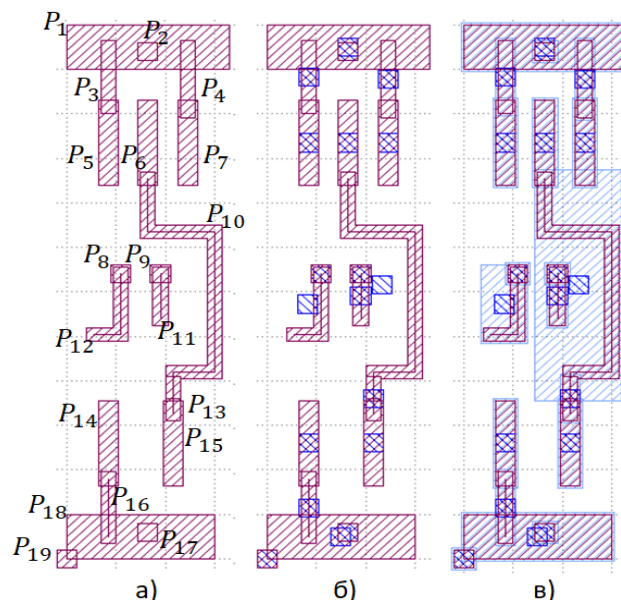 P₁
P₂
P₃ P₄
P₅ P₆ P₇
P₁₀
P₈ P₉
P₁₂ P₁₁
P₁₄ P₁₃
P₁₅
P₁₈ P₁₆
P₁₉ P₁₇
а) б) в)